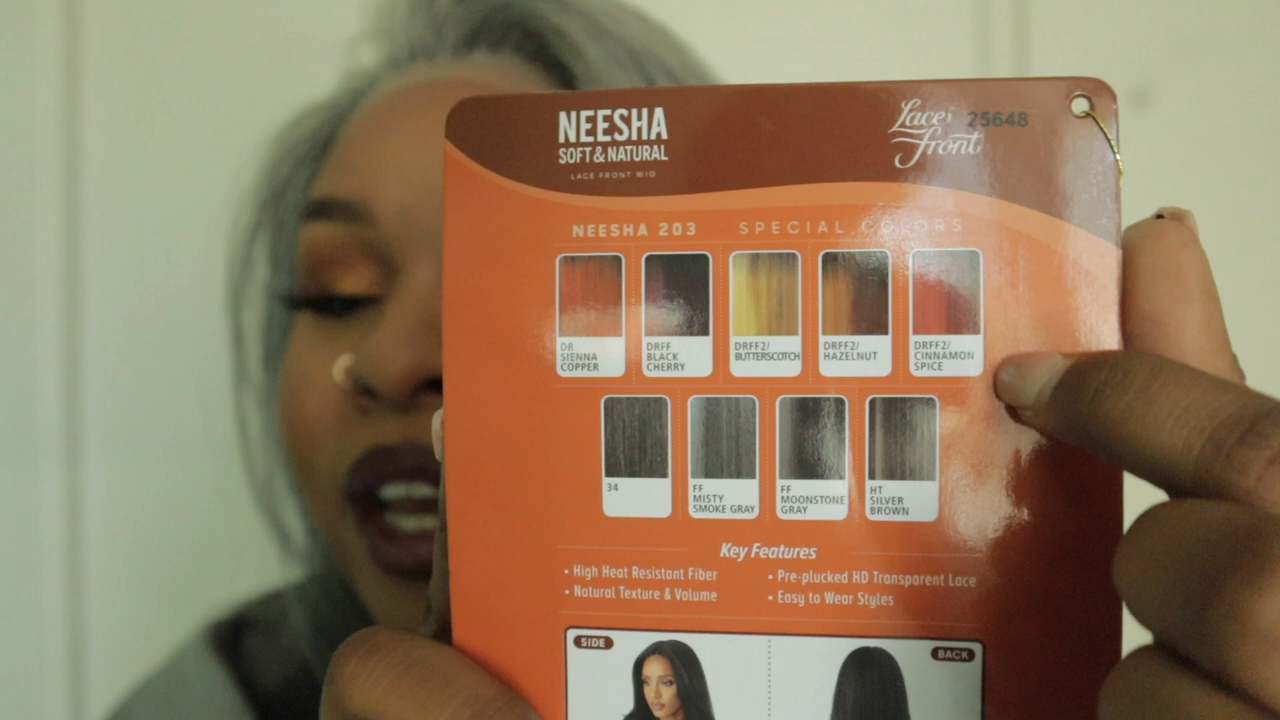 NEESHA
SOFT & NATURAL
LACE FRONT WIG
Lace
front
25648
NEESHA 203 SPECIAL COLORS
DR
SIENNA
COPPER
DRFF
BLACK
CHERRY
DRFF2/
BUTTERSCOTCH
DRFF2/
HAZELNUT
DRFF2/
CINNAMON
SPICE
34
FF
MISTY
SMOKE GRAY
FF
MOONSTONE
GRAY
HT
SILVER
BROWN
Key Features
• High Heat Resistant Fiber
• Natural Texture & Volume
• Pre-plucked HD Transparent Lace
• Easy to Wear Styles
SIDE
BACK